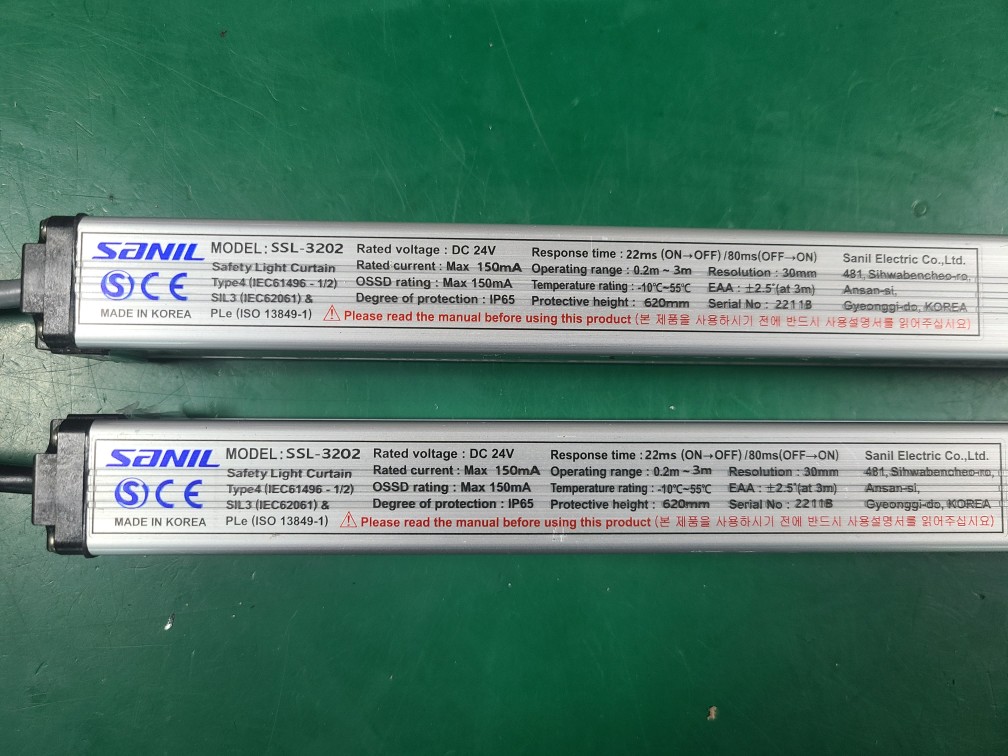 SANIL
MODEL: SSL-3202
Safety Light Curtain
Type4 (IEC61496 - 1/2)
SIL3 (IEC62061) &
PLe (ISO 13849-1)
S CE
MADE IN KOREA
Rated voltage : DC 24V
Rated current : Max 150mA
OSSD rating : Max 150mA
Degree of protection : IP65
Response time : 22ms (ON→OFF) /80ms(OFF→ON)
Operating range : 0.2m ~ 3m Resolution : 30mm
Temperature rating : -10℃~55℃ EAA : ±2.5°(at 3m)
Protective height : 620mm Serial No : 2211B
Sanil Electric Co.,Ltd.
481, Sihwabencheo-ro,
Ansan-si,
Gyeonggi-do, KOREA
⚠ Please read the manual before using this product (본 제품을 사용하시기 전에 반드시 사용설명서를 읽어주십시요)
SANIL
MODEL: SSL-3202
Safety Light Curtain
Type4 (IEC61496 - 1/2)
SIL3 (IEC62061) &
PLe (ISO 13849-1)
S CE
MADE IN KOREA
Rated voltage : DC 24V
Rated current : Max 150mA
OSSD rating : Max 150mA
Degree of protection : IP65
Response time : 22ms (ON→OFF) /80ms(OFF→ON)
Operating range : 0.2m ~ 3m Resolution : 30mm
Temperature rating : -10℃~55℃ EAA : ±2.5°(at 3m)
Protective height : 620mm Serial No : 2211B
Sanil Electric Co.,Ltd.
481, Sihwabencheo-ro,
Ansan-si,
Gyeonggi-do, KOREA
⚠ Please read the manual before using this product (본 제품을 사용하시기 전에 반드시 사용설명서를 읽어주십시요)